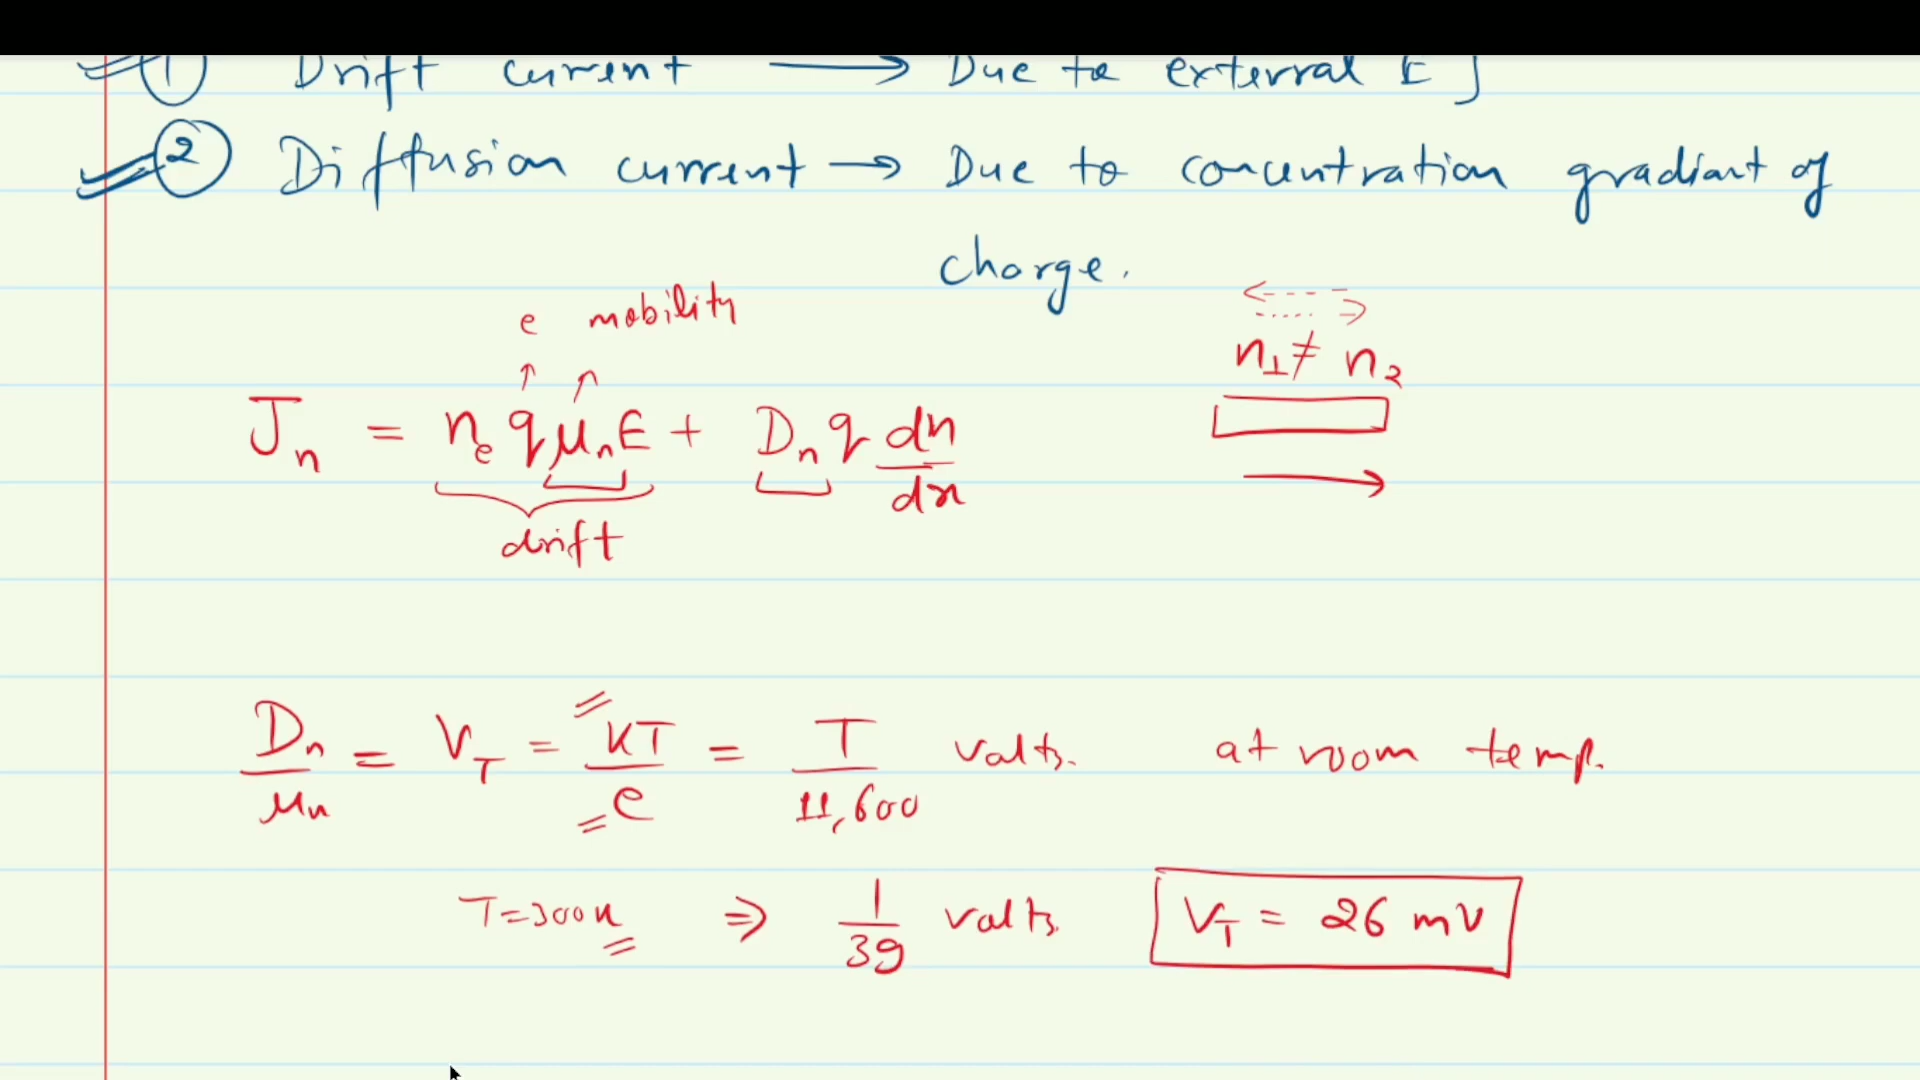 1 Drift current → Due to exterral E
2 Diffusion current → Due to concuntration gradiant of
charge.
e mobility
n1 ≠ n2
Jn = ne q μn E + Dn q dn/dx
drift
Dn/μn = VT = KT/e = T/11,600 volts. at room temp.
T=300K ⇒ 1/39 volts. VT = 26 mV